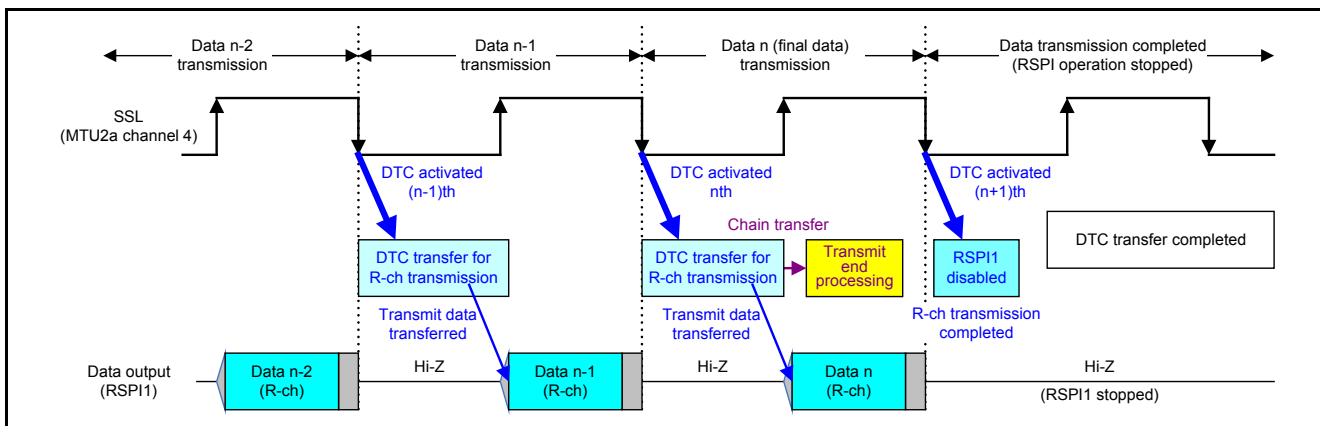 Data n-2
transmission
Data n-1
transmission
Data n (final data)
transmission
Data transmission completed
(RSPI operation stopped)
SSL
(MTU2a channel 4)
DTC activated
(n-1)th
DTC activated
nth
DTC activated
(n+1)th
Chain transfer
DTC transfer for
R-ch transmission
DTC transfer for
R-ch transmission
Transmit
end
processing
RSPI1
disabled
DTC transfer completed
Transmit data
transferred
Transmit data
transferred
R-ch transmission
completed
Data output
(RSPI1)
Data n-2
(R-ch)
Hi-Z
Data n-1
(R-ch)
Hi-Z
Data n
(R-ch)
Hi-Z
(RSPI1 stopped)